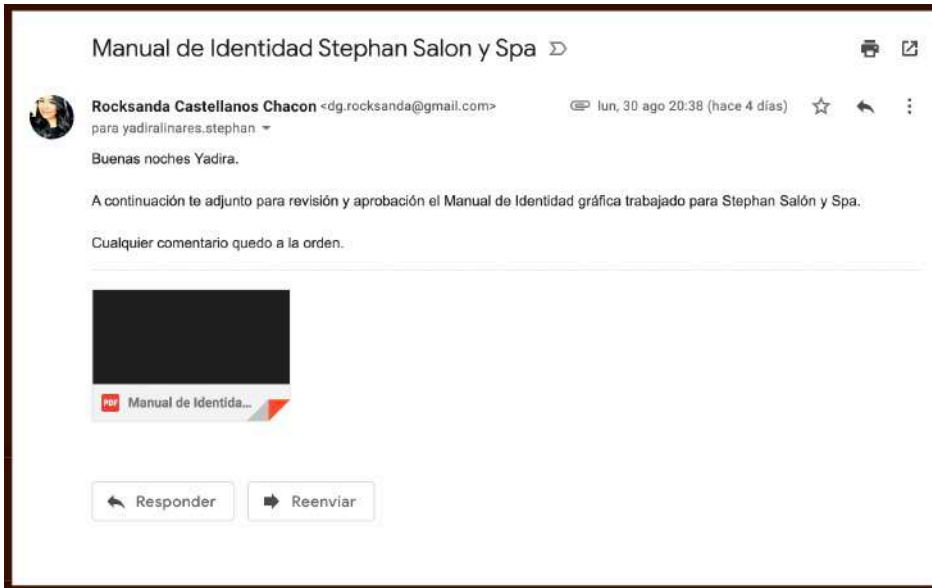 Manual de Identidad Stephan Salon y Spa
Rocksanda Castellanos Chacon <dg.rocksanda@gmail.com> lun, 30 ago 20:38 (hace 4 días)
para yadiralinares.stephan
Buenas noches Yadira.
A continuación te adjunto para revisión y aprobación el Manual de Identidad gráfica trabajado para Stephan Salón y Spa.
Cualquier comentario quedo a la orden.
PDF Manual de Identida...
Responder Reenviar